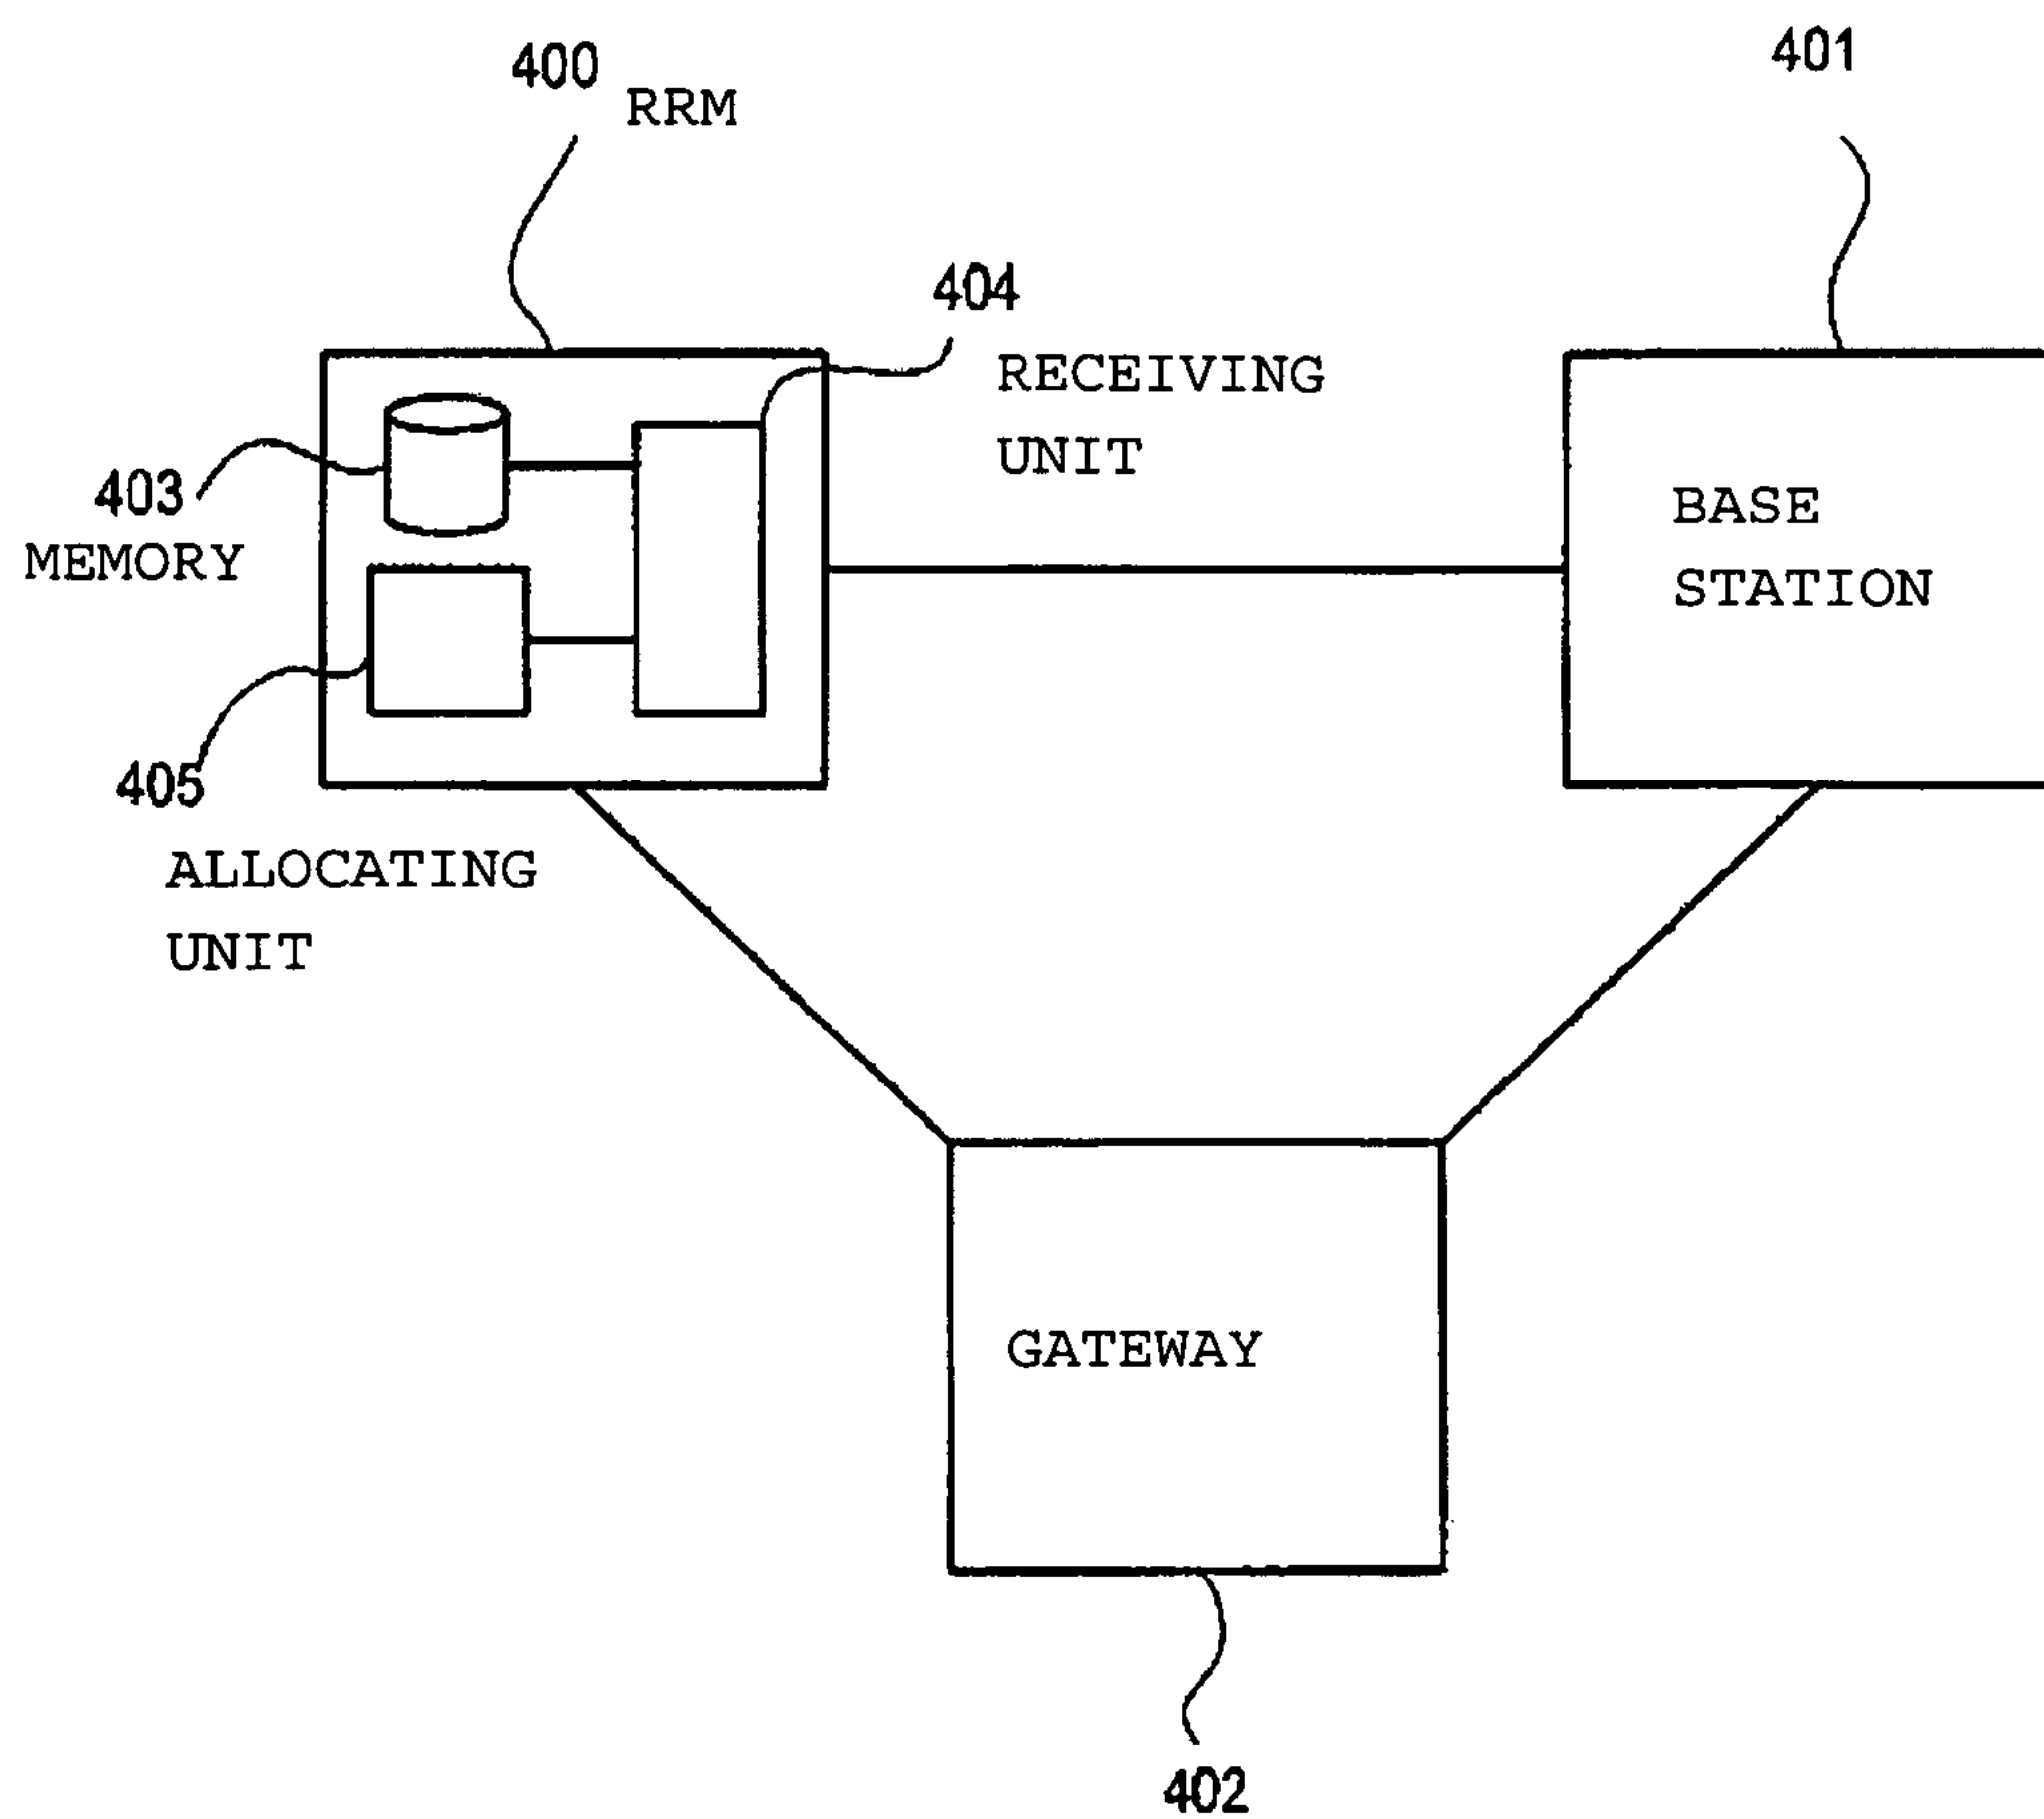 400
RRM
401
404
RECEIVING
UNIT
403
MEMORY
BASE
STATION
405
ALLOCATING
UNIT
GATEWAY
402